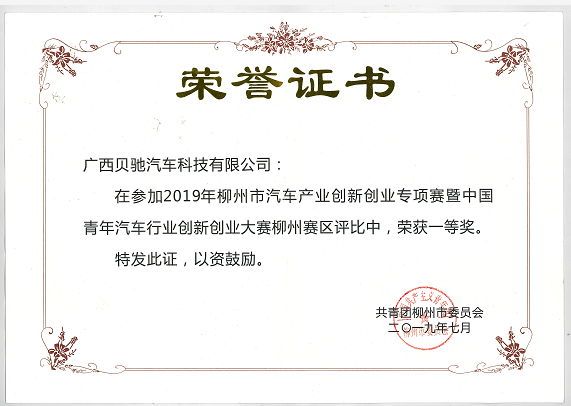 荣誉证书
广西贝驰汽车科技有限公司：
在参加2019年柳州市汽车产业创新创业专项赛暨中国
青年汽车行业创新创业大赛柳州赛区评比中，荣获一等奖。
特发此证，以资鼓励。
共青团柳州市委员会
二〇一九年七月